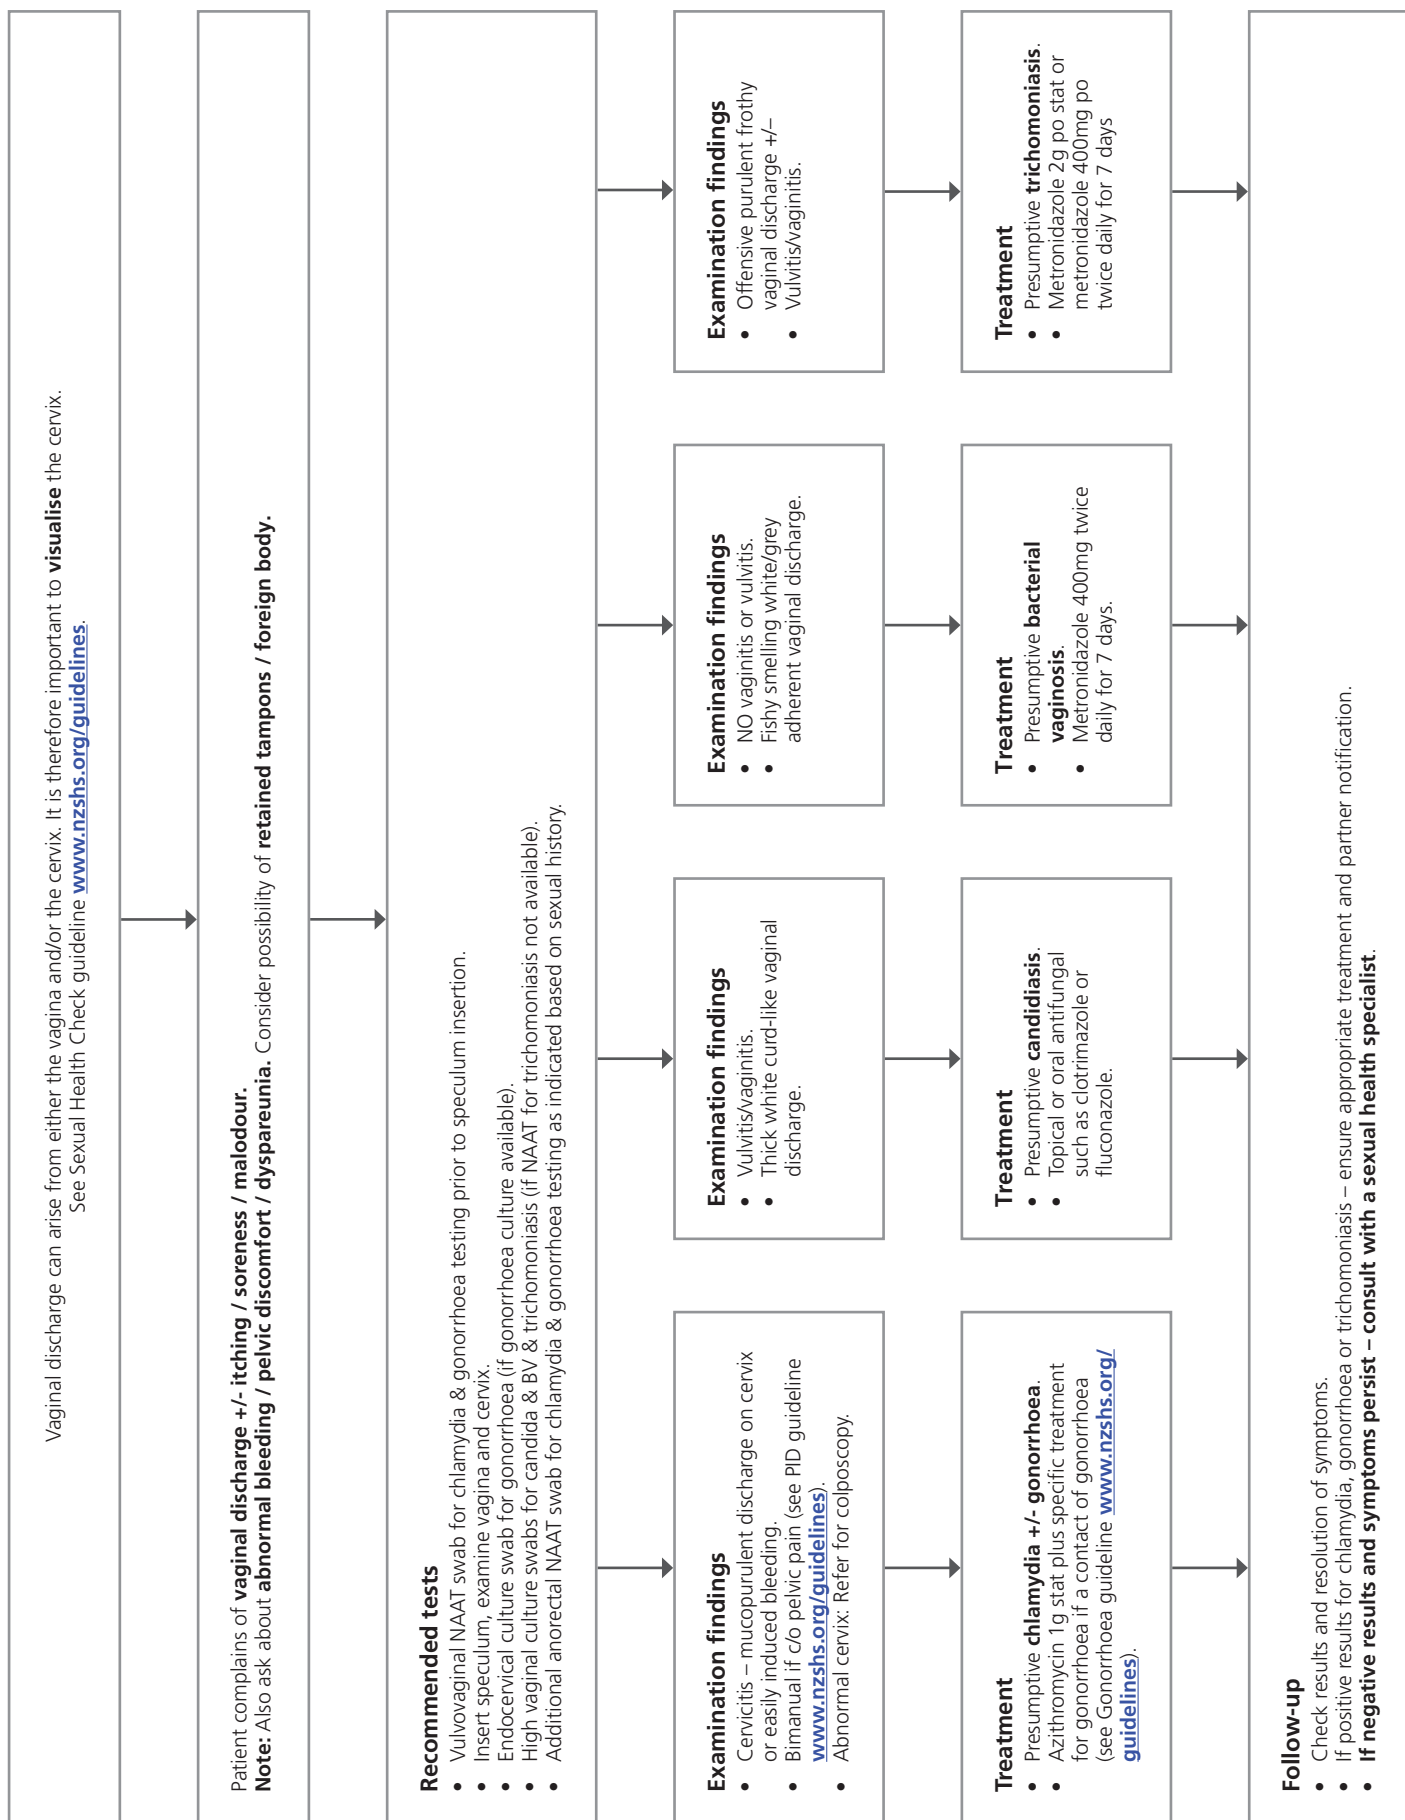 Vaginal discharge can arise from either the vagina and/or the cervix. It is therefore important to visualise the cervix.
See Sexual Health Check guideline www.nzshs.org/guidelines.
Patient complains of vaginal discharge +/- itching / soreness / malodour.
Note: Also ask about abnormal bleeding / pelvic discomfort / dyspareunia. Consider possibility of retained tampons / foreign body.
Recommended tests
• Vulvovaginal NAAT swab for chlamydia & gonorrhoea testing prior to speculum insertion.
• Insert speculum, examine vagina and cervix.
• Endocervical culture swab for gonorrhoea (if gonorrhoea culture available).
• High vaginal culture swabs for candida & BV & trichomoniasis (if NAAT for trichomoniasis not available).
• Additional anorectal NAAT swab for chlamydia & gonorrhoea testing as indicated based on sexual history.
Examination findings
• Cervicitis – mucopurulent discharge on cervix
or easily induced bleeding.
• Bimanual if c/o pelvic pain (see PID guideline
www.nzshs.org/guidelines).
• Abnormal cervix: Refer for colposcopy.
Examination findings
• Vulvitis/vaginitis.
• Thick white curd-like vaginal
discharge.
Examination findings
• NO vaginitis or vulvitis.
• Fishy smelling white/grey
adherent vaginal discharge.
Examination findings
• Offensive purulent frothy
vaginal discharge +/–
• Vulvitis/vaginitis.
Treatment
• Presumptive chlamydia +/- gonorrhoea.
• Azithromycin 1g stat plus specific treatment
for gonorrhoea if a contact of gonorrhoea
(see Gonorrhoea guideline www.nzshs.org/
guidelines).
Treatment
• Presumptive candidiasis.
• Topical or oral antifungal
such as clotrimazole or
fluconazole.
Treatment
• Presumptive bacterial
vaginosis.
• Metronidazole 400mg twice
daily for 7 days.
Treatment
• Presumptive trichomoniasis.
• Metronidazole 2g po stat or
metronidazole 400mg po
twice daily for 7 days
Follow-up
• Check results and resolution of symptoms.
• If positive results for chlamydia, gonorrhoea or trichomoniasis – ensure appropriate treatment and partner notification.
• If negative results and symptoms persist – consult with a sexual health specialist.